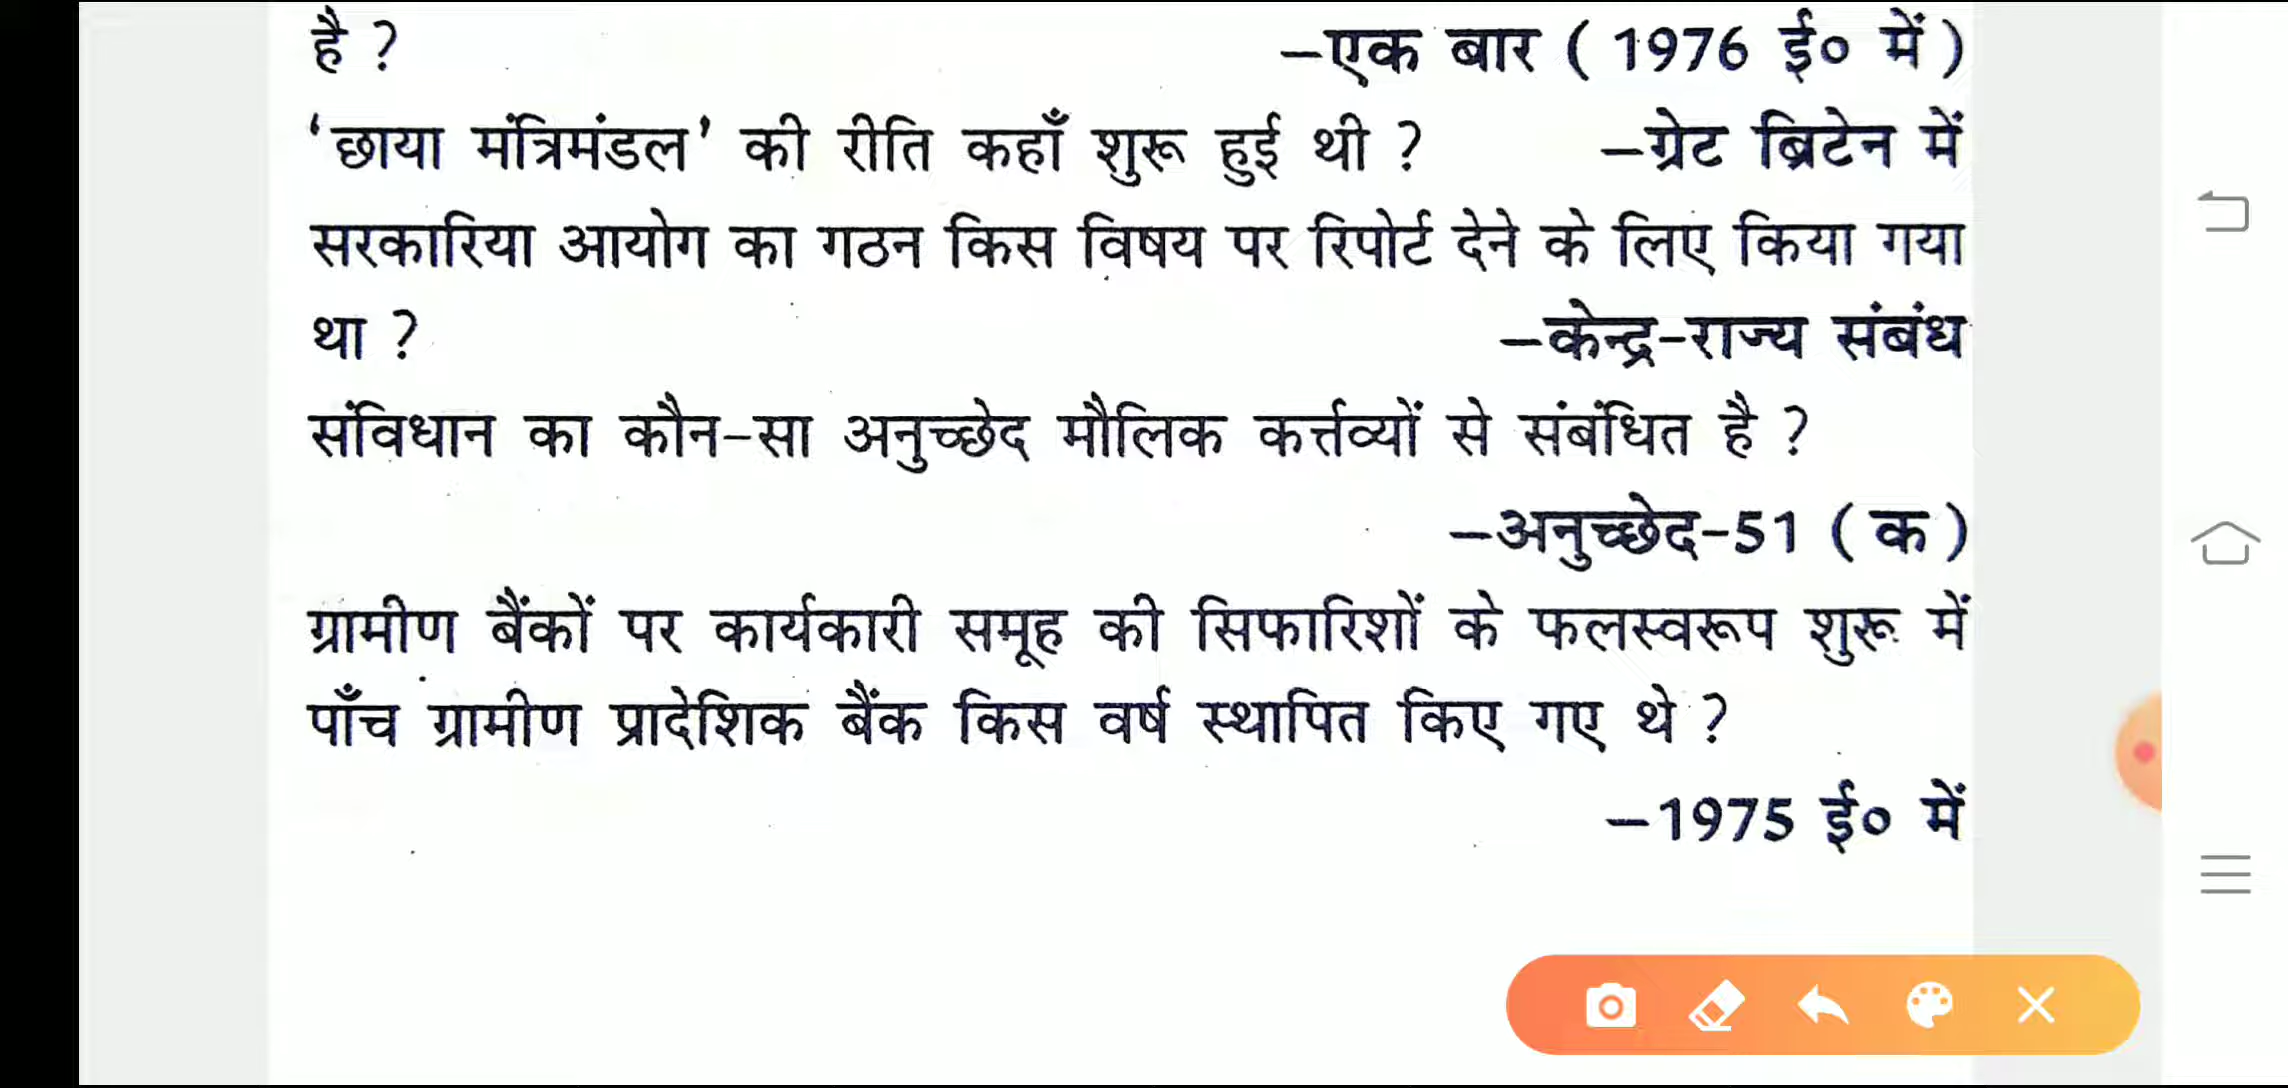 है ? –एक बार ( 1976 ई० में )
‘छाया मंत्रिमंडल’ की रीति कहाँ शुरू हुई थी ? –ग्रेट ब्रिटेन में
सरकारिया आयोग का गठन किस विषय पर रिपोर्ट देने के लिए किया गया
था ? –केन्द्र-राज्य संबंध
संविधान का कौन-सा अनुच्छेद मौलिक कर्त्तव्यों से संबंधित है ?
–अनुच्छेद-51 ( क )
ग्रामीण बैंकों पर कार्यकारी समूह की सिफारिशों के फलस्वरूप शुरू में
पाँच ग्रामीण प्रादेशिक बैंक किस वर्ष स्थापित किए गए थे ?
–1975 ई० में